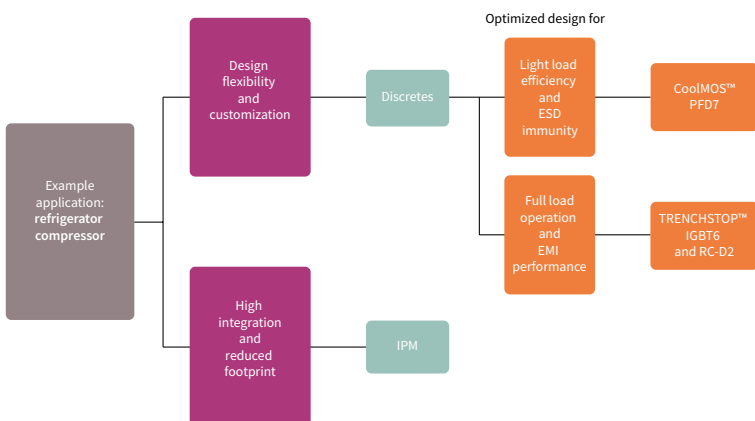 Optimized design for
Example
application:
refrigerator
compressor
Design
flexibility
and
customization
Discretes
Light load
efficiency
and
ESD
immunity
CoolMOS™
PFD7
Full load
operation
and
EMI
performance
TRENCHSTOP™
IGBT6
and RC-D2
High
integration
and
reduced
footprint
IPM